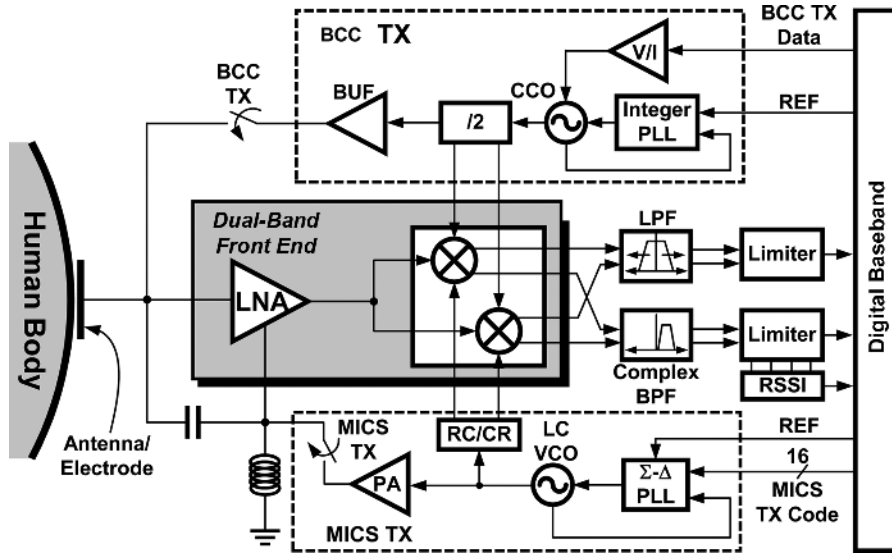 BCC TX
BCC TX
Data
V/I
BCC
TX
CCO
BUF
/2
Integer
PLL
REF
Human Body
Dual-Band
Front End
LNA
LPF
Limiter
Complex
BPF
Limiter
RSSI
Digital Baseband
Antenna/
Electrode
MICS
TX
RC/CR
LC
VCO
PA
Σ-Δ
PLL
REF
16
MICS
TX Code
MICS TX